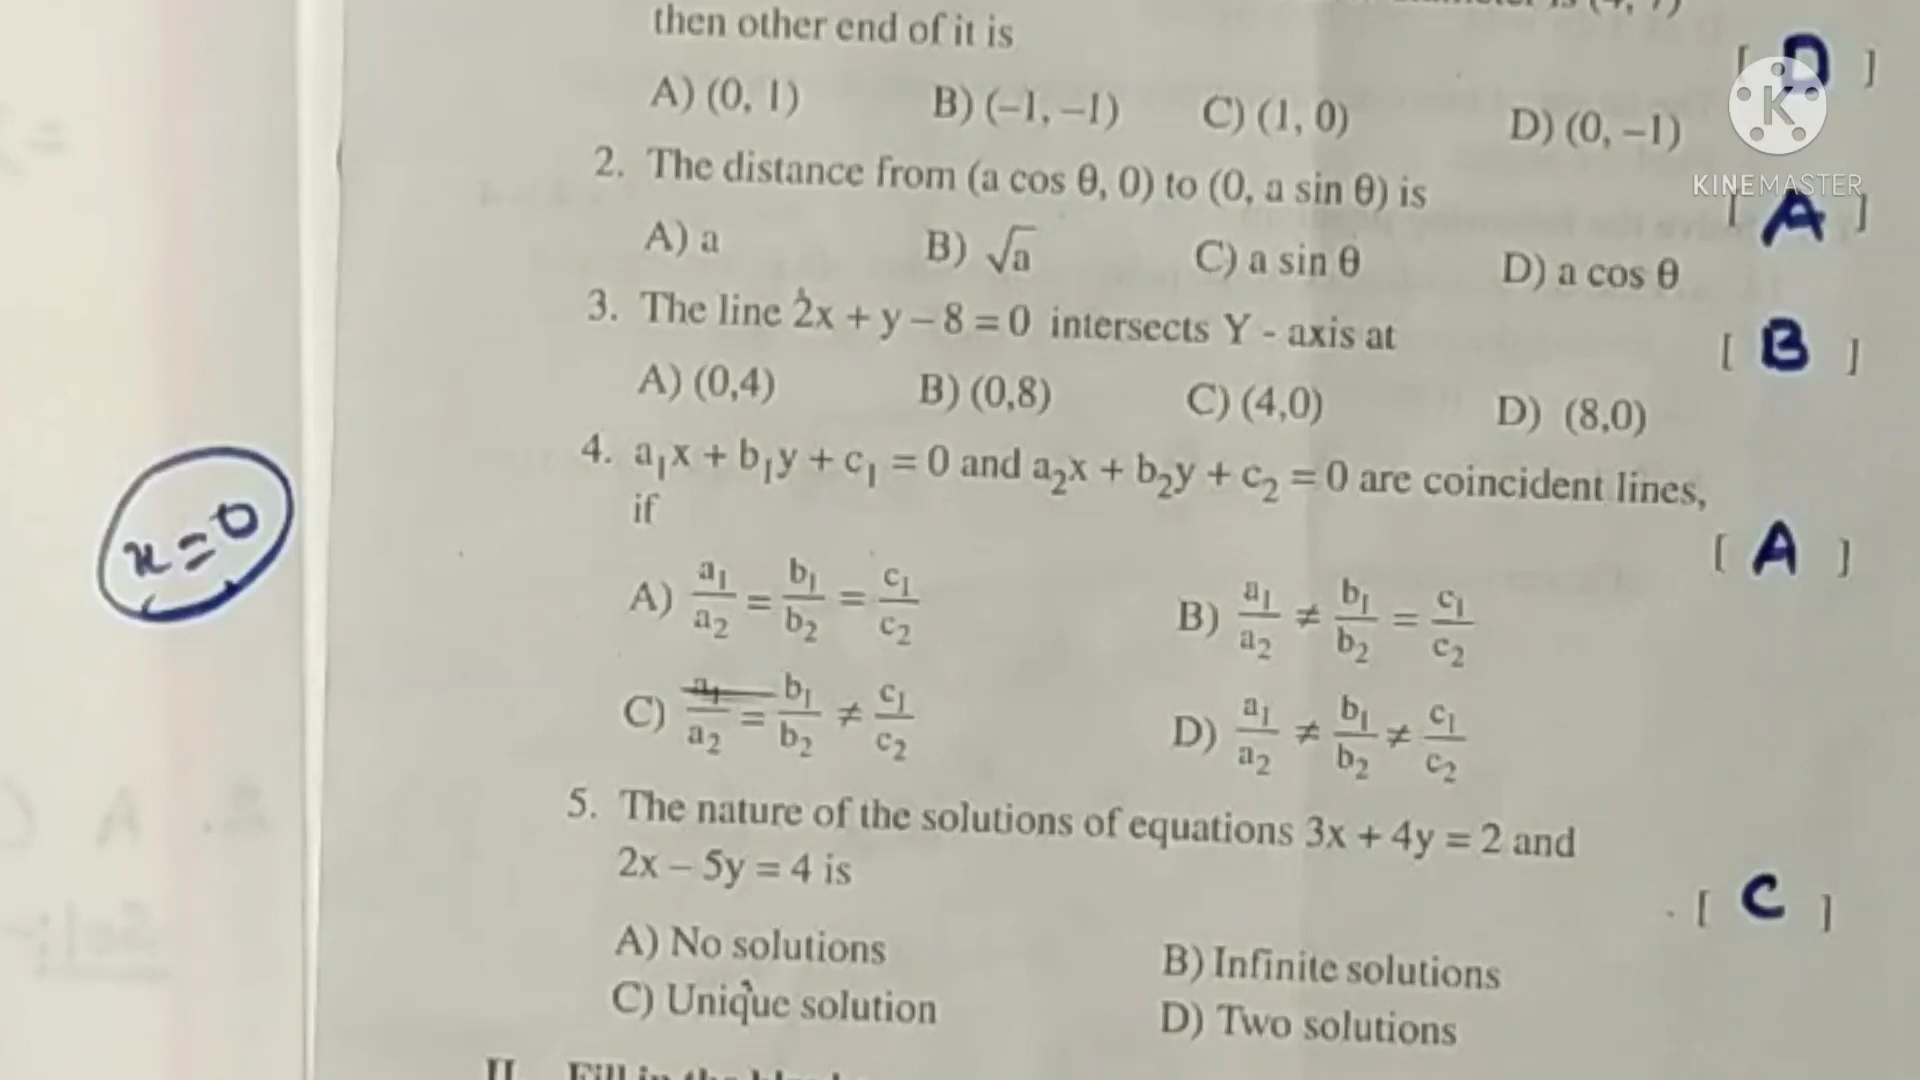 then other end of it is
[ D ]
A) (0, 1) B) (–1, –1) C) (1, 0) D) (0, –1)
K
KINEMASTER
2. The distance from (a cos θ, 0) to (0, a sin θ) is [ A ]
A) a B) √a C) a sin θ D) a cos θ
3. The line 2x + y – 8 = 0 intersects Y - axis at [ B ]
A) (0,4) B) (0,8) C) (4,0) D) (8,0)
4. a₁x + b₁y + c₁ = 0 and a₂x + b₂y + c₂ = 0 are coincident lines,
if [ A ]
x = 0
A) a₁/a₂ = b₁/b₂ = c₁/c₂ B) a₁/a₂ ≠ b₁/b₂ = c₁/c₂
C) a₁/a₂ = b₁/b₂ ≠ c₁/c₂ D) a₁/a₂ ≠ b₁/b₂ ≠ c₁/c₂
5. The nature of the solutions of equations 3x + 4y = 2 and
2x – 5y = 4 is [ C ]
A) No solutions B) Infinite solutions
C) Unique solution D) Two solutions
II